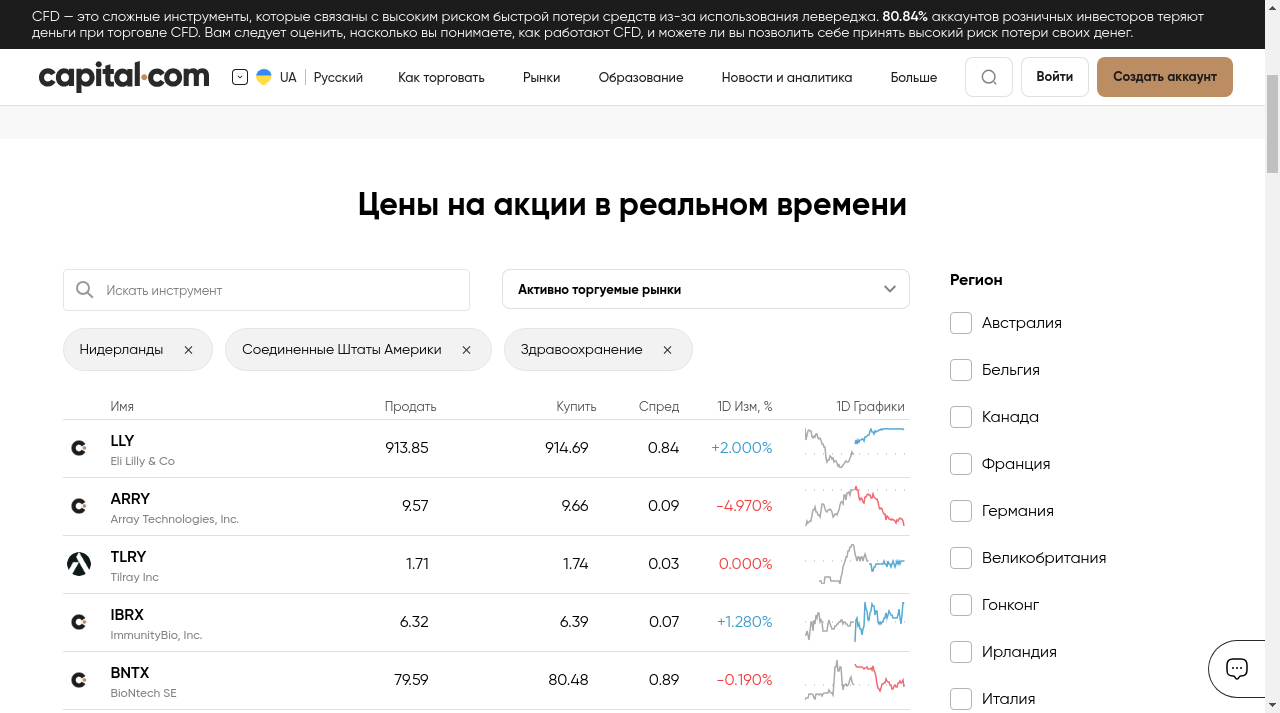 CFD — это сложные инструменты, которые связаны с высоким риском быстрой потери средств из-за использования левереджа. 80.84% аккаунтов розничных инвесторов теряют
деньги при торговле CFD. Вам следует оценить, насколько вы понимаете, как работают CFD, и можете ли вы позволить себе принять высокий риск потери своих денег.
capital.com UA Русский Как торговать Рынки Образование Новости и аналитика Больше Войти Создать аккаунт
Цены на акции в реальном времени
Искать инструмент Активно торгуемые рынки
Нидерланды × Соединенные Штаты Америки × Здравоохранение ×
Имя Продать Купить Спред 1D Изм, % 1D Графики
LLY 913.85 914.69 0.84 +2.000%
Eli Lilly & Co
ARRY 9.57 9.66 0.09 -4.970%
Array Technologies, Inc.
TLRY 1.71 1.74 0.03 0.000%
Tilray Inc
IBRX 6.32 6.39 0.07 +1.280%
ImmunityBio, Inc.
BNTX 79.59 80.48 0.89 -0.190%
BioNtech SE
Регион
Австралия
Бельгия
Канада
Франция
Германия
Великобритания
Гонконг
Ирландия
Италия